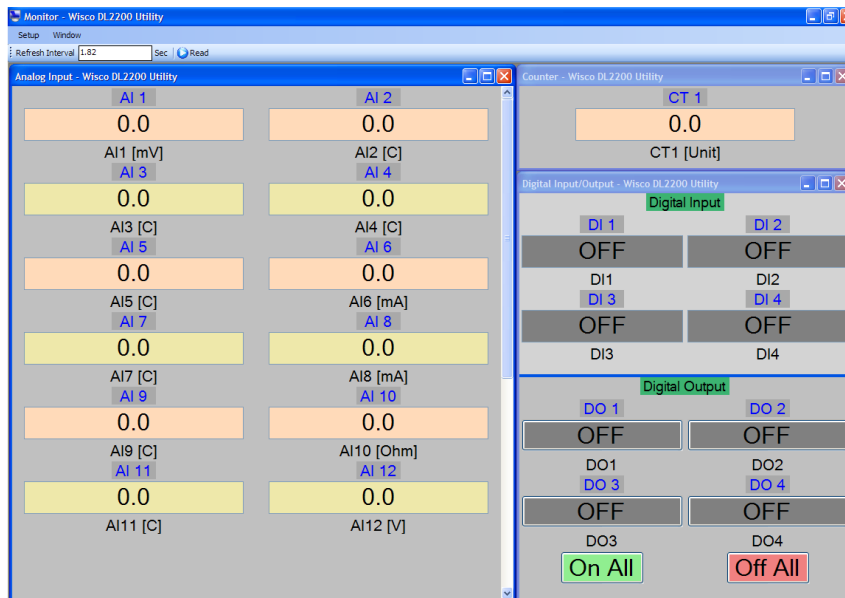 Monitor - Wisco DL2200 Utility
Setup Window
Refresh Interval 1.82 Sec Read
Analog Input - Wisco DL2200 Utility
AI 1 AI 2
0.0 0.0
AI1 [mV] AI2 [C]
AI 3 AI 4
0.0 0.0
AI3 [C] AI4 [C]
AI 5 AI 6
0.0 0.0
AI5 [C] AI6 [mA]
AI 7 AI 8
0.0 0.0
AI7 [C] AI8 [mA]
AI 9 AI 10
0.0 0.0
AI9 [C] AI10 [Ohm]
AI 11 AI 12
0.0 0.0
AI11 [C] AI12 [V]
Counter - Wisco DL2200 Utility
CT 1
0.0
CT1 [Unit]
Digital Input/Output - Wisco DL2200 Utility
Digital Input
DI 1 DI 2
OFF OFF
DI1 DI2
DI 3 DI 4
OFF OFF
DI3 DI4
Digital Output
DO 1 DO 2
OFF OFF
DO1 DO2
DO 3 DO 4
OFF OFF
DO3 DO4
On All Off All